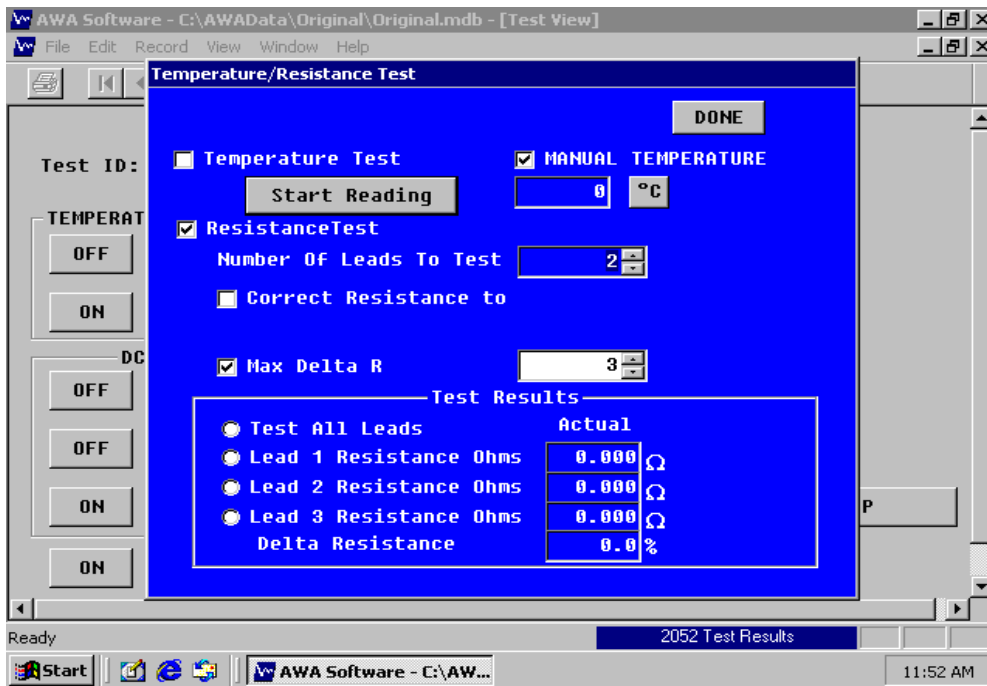 AWA Software - C:\AWAData\Original\Original.mdb - [Test View]
File Edit Record View Window Help
Temperature/Resistance Test
DONE
Test ID:
Temperature Test
MANUAL TEMPERATURE
Start Reading
0 °C
TEMPERAT
OFF
ResistanceTest
Number Of Leads To Test 2
ON
Correct Resistance to
DC
Max Delta R 3
OFF
Test Results
Test All Leads Actual
OFF
Lead 1 Resistance Ohms 0.000 Ω
Lead 2 Resistance Ohms 0.000 Ω
ON
P
Lead 3 Resistance Ohms 0.000 Ω
Delta Resistance 0.0 %
ON
Ready
2052 Test Results
Start
AWA Software - C:\AW...
11:52 AM